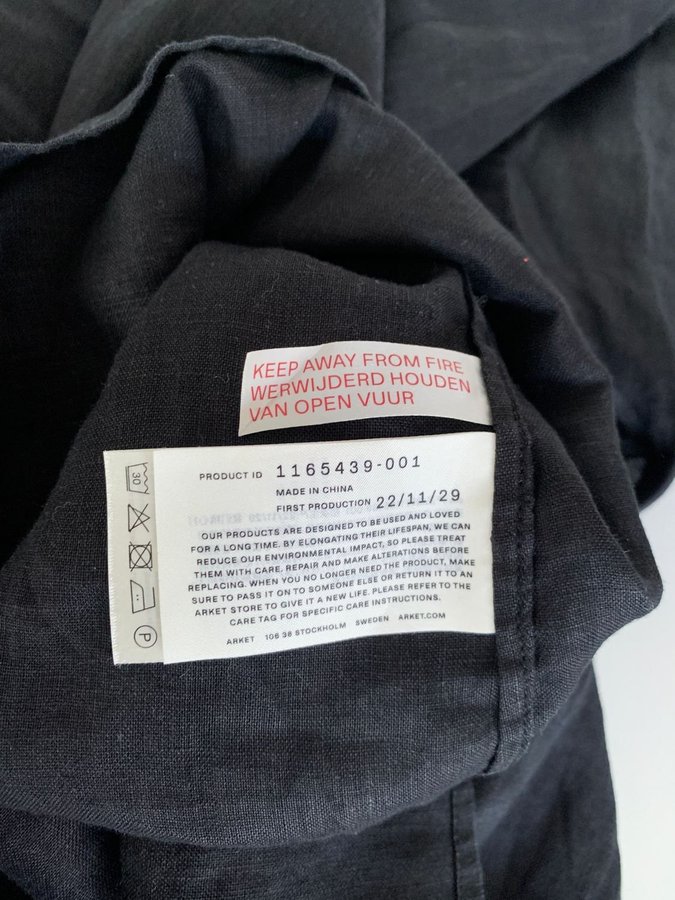 KEEP AWAY FROM FIRE
WERWIJDERD HOUDEN
VAN OPEN VUUR
PRODUCT ID 1165439-001
MADE IN CHINA
FIRST PRODUCTION 22/11/29
OUR PRODUCTS ARE DESIGNED TO BE USED AND LOVED
FOR A LONG TIME. BY ELONGATING THEIR LIFESPAN, WE CAN
REDUCE OUR ENVIRONMENTAL IMPACT, SO PLEASE TREAT
THEM WITH CARE. REPAIR AND MAKE ALTERATIONS BEFORE
REPLACING. WHEN YOU NO LONGER NEED THE PRODUCT, MAKE
SURE TO PASS IT ON TO SOMEONE ELSE OR RETURN IT TO AN
ARKET STORE TO GIVE IT A NEW LIFE. PLEASE REFER TO THE
CARE TAG FOR SPECIFIC CARE INSTRUCTIONS.
ARKET 106 38 STOCKHOLM SWEDEN ARKET.COM
30
P